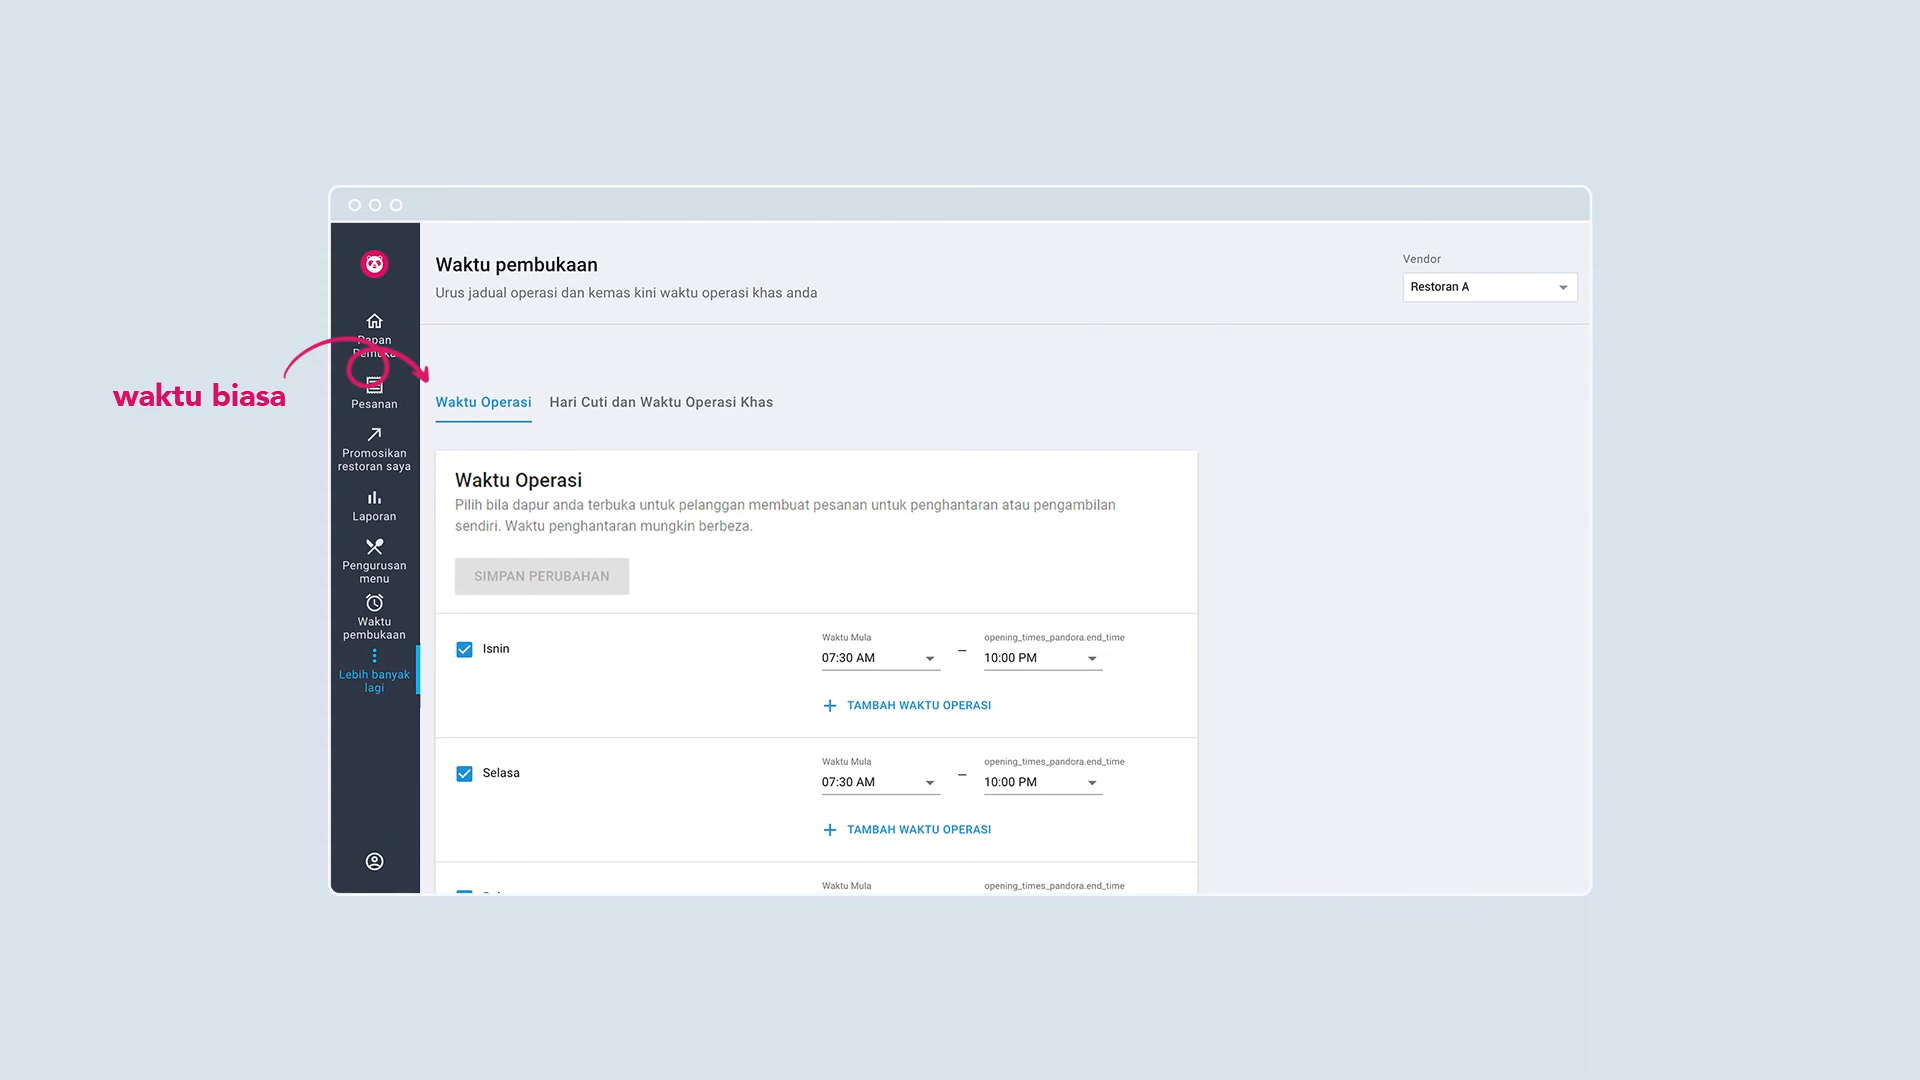 Waktu pembukaan
Urus jadual operasi dan kemas kini waktu operasi khas anda
Vendor
Restoran A
Papan
Pemuka
Pesanan
Promosikan
restoran saya
Laporan
Pengurusan
menu
Waktu
pembukaan
Lebih banyak
lagi
waktu biasa
Waktu Operasi
Hari Cuti dan Waktu Operasi Khas
Waktu Operasi
Pilih bila dapur anda terbuka untuk pelanggan membuat pesanan untuk penghantaran atau pengambilan
sendiri. Waktu penghantaran mungkin berbeza.
SIMPAN PERUBAHAN
Isnin
Waktu Mula
07:30 AM
–
opening_times_pandora.end_time
10:00 PM
+ TAMBAH WAKTU OPERASI
Selasa
Waktu Mula
07:30 AM
–
opening_times_pandora.end_time
10:00 PM
+ TAMBAH WAKTU OPERASI
Waktu Mula
opening_times_pandora.end_time